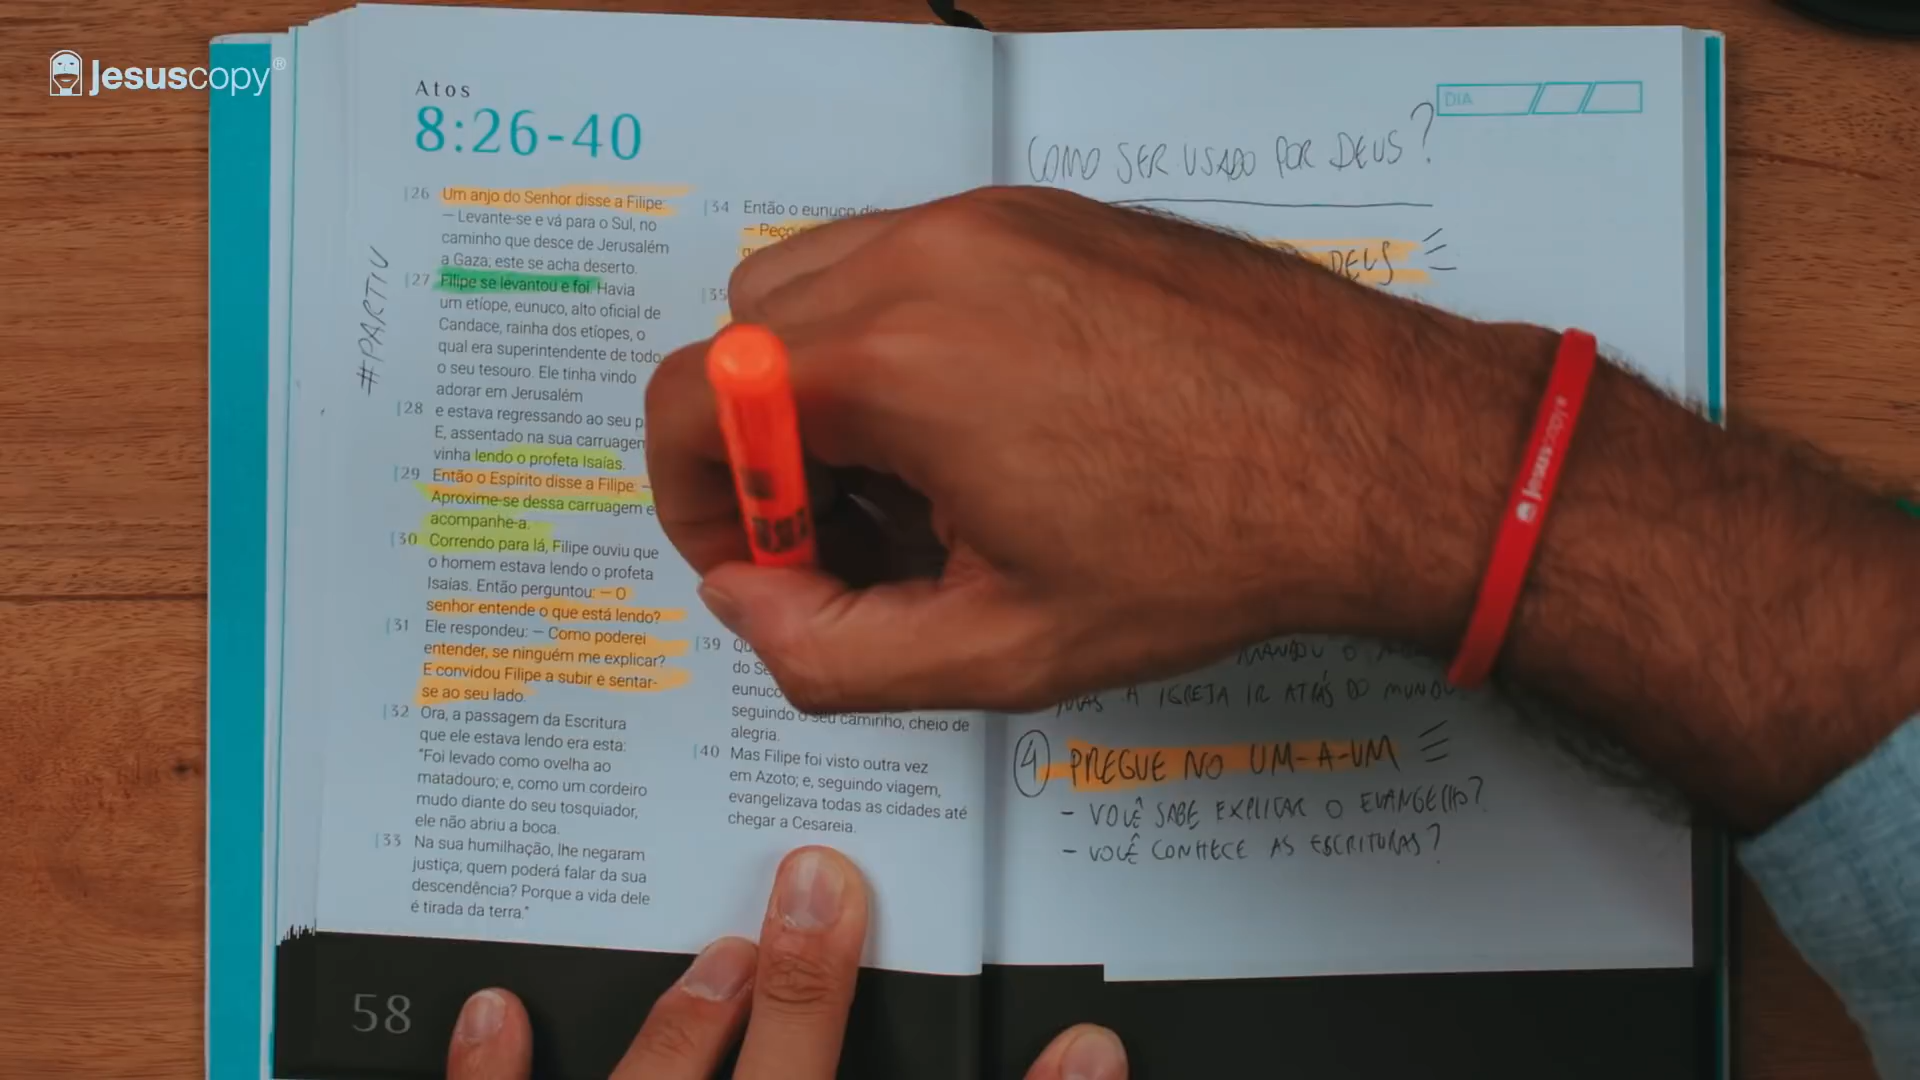 Jesuscopy®
Atos
8:26-40
#PARTIU
26 Um anjo do Senhor disse a Filipe:
– Levante-se e vá para o Sul, no
caminho que desce de Jerusalém
a Gaza; este se acha deserto.
27 Filipe se levantou e foi. Havia
um etíope, eunuco, alto oficial de
Candace, rainha dos etíopes, o
qual era superintendente de todo
o seu tesouro. Ele tinha vindo
adorar em Jerusalém
28 e estava regressando ao seu
E, assentado na sua carruagem
vinha lendo o profeta Isaías.
29 Então o Espírito disse a Filipe: –
Aproxime-se dessa carruagem e
acompanhe-a.
30 Correndo para lá, Filipe ouviu que
o homem estava lendo o profeta
Isaías. Então perguntou: – O
senhor entende o que está lendo?
31 Ele respondeu: – Como poderei
entender, se ninguém me explicar?
E convidou Filipe a subir e sentar-
se ao seu lado.
32 Ora, a passagem da Escritura
que ele estava lendo era esta:
"Foi levado como ovelha ao
matadouro; e, como um cordeiro
mudo diante do seu tosquiador,
ele não abriu a boca.
33 Na sua humilhação, lhe negaram
justiça; quem poderá falar da sua
descendência? Porque a vida dele
é tirada da terra."
34 Então o eunuco
– Peço
35
39
do
eunuco
seguindo o seu caminho, cheio de
alegria.
40 Mas Filipe foi visto outra vez
em Azoto; e, seguindo viagem,
evangelizava todas as cidades até
chegar a Cesareia.
58
DIA
COMO SER USADO POR DEUS?
DEUS
MANDOU O
MAS A IGREJA IR ATRÁS DO MUNDO
4 PREGUE NO UM-A-UM
– VOCÊ SABE EXPLICAR O EVANGELHO?
– VOCÊ CONHECE AS ESCRITURAS?
Jesuscopy